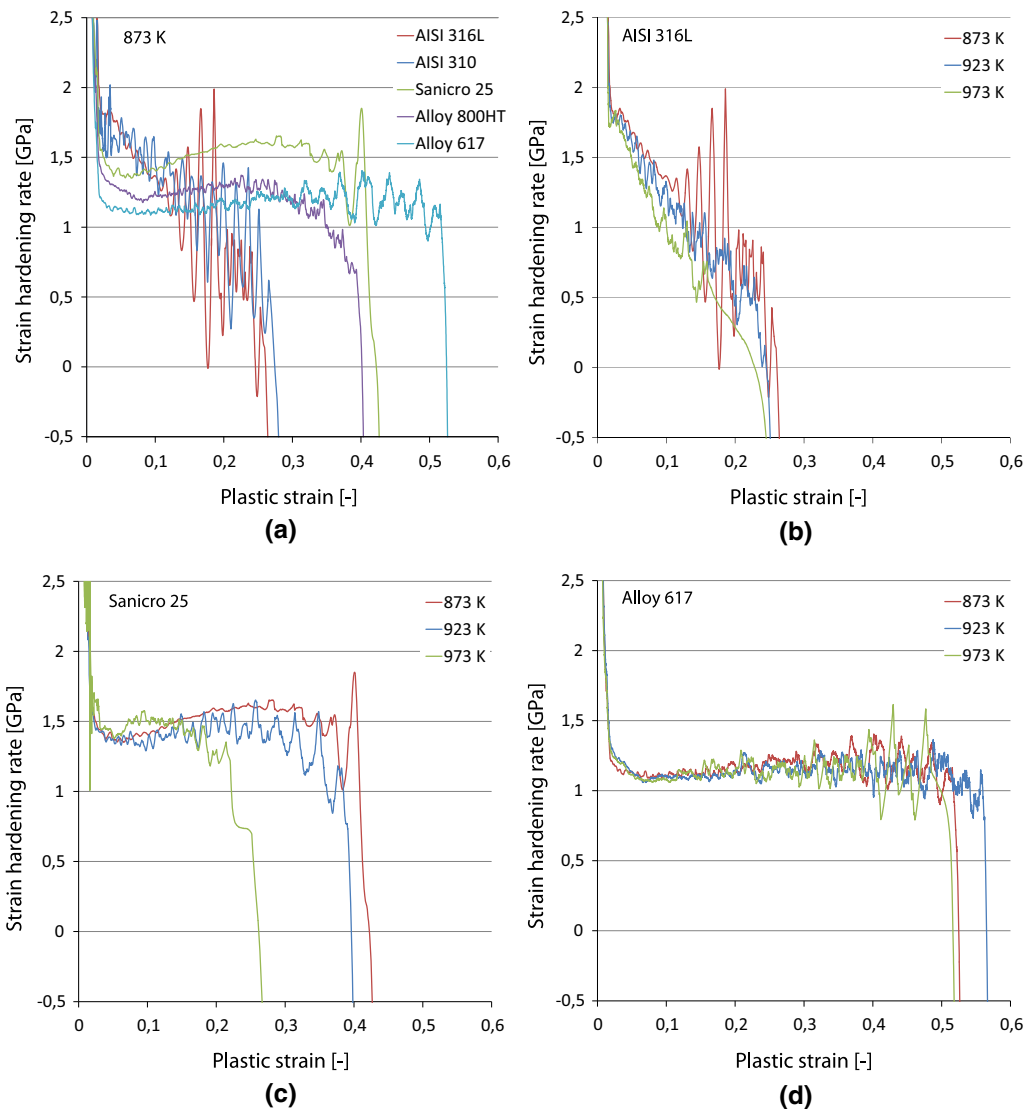 2,5
2
1,5
1
0,5
0
-0,5
Strain hardening rate [GPa]
873 K
AISI 316L
AISI 310
Sanicro 25
Alloy 800HT
Alloy 617
0
0,1
0,2
0,3
0,4
0,5
0,6
Plastic strain [-]
(a)
2,5
2
1,5
1
0,5
0
-0,5
Strain hardening rate [GPa]
AISI 316L
873 K
923 K
973 K
0
0,1
0,2
0,3
0,4
0,5
0,6
Plastic strain [-]
(b)
2,5
2
1,5
1
0,5
0
-0,5
Strain hardening rate [GPa]
Sanicro 25
873 K
923 K
973 K
0
0,1
0,2
0,3
0,4
0,5
0,6
Plastic strain [-]
(c)
2,5
2
1,5
1
0,5
0
-0,5
Strain hardening rate [GPa]
Alloy 617
873 K
923 K
973 K
0
0,1
0,2
0,3
0,4
0,5
0,6
Plastic strain [-]
(d)